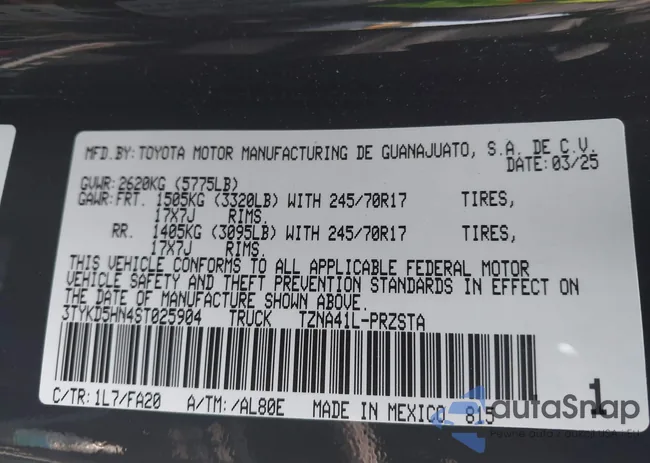 MFD.BY: TOYOTA MOTOR MANUFACTURING DE GUANAJUATO, S.A. DE C.V.
DATE: 03/25
GVWR: 2620KG (5775LB)
GAWR: FRT. 1505KG (3320LB) WITH 245/70R17 TIRES,
17X7J RIMS.
RR. 1405KG (3095LB) WITH 245/70R17 TIRES,
17X7J RIMS.
THIS VEHICLE CONFORMS TO ALL APPLICABLE FEDERAL MOTOR
VEHICLE SAFETY AND THEFT PREVENTION STANDARDS IN EFFECT ON
THE DATE OF MANUFACTURE SHOWN ABOVE.
3TYKD5HN4ST025904 TRUCK TZNA41L-PRZSTA
C/TR: 1L7/FA20 A/TM: /AL80E MADE IN MEXICO 815 1
autaSnap